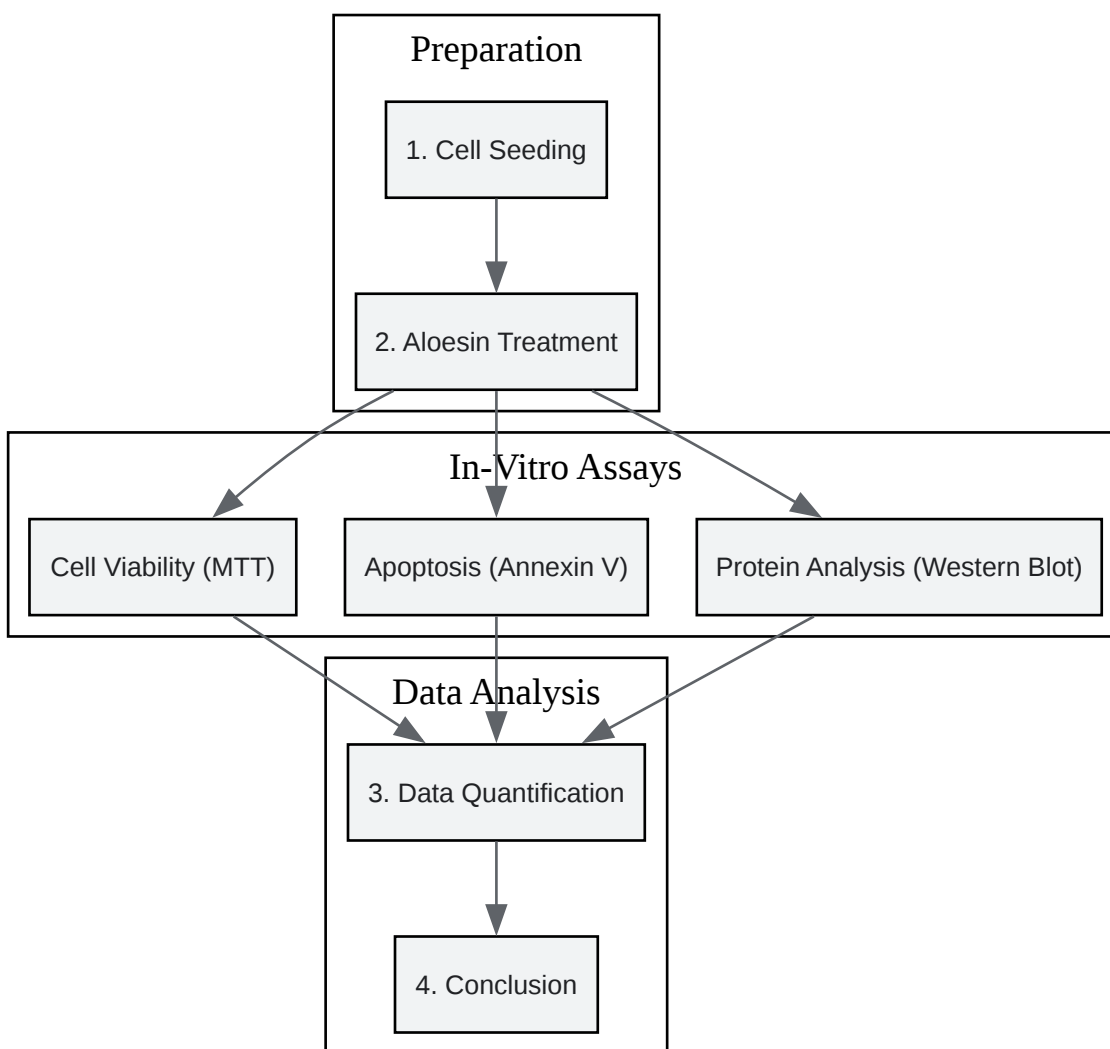 Preparation
1. Cell Seeding
2. Aloesin Treatment
In-Vitro Assays
Cell Viability (MTT)
Apoptosis (Annexin V)
Protein Analysis (Western Blot)
Data Analysis
3. Data Quantification
4. Conclusion